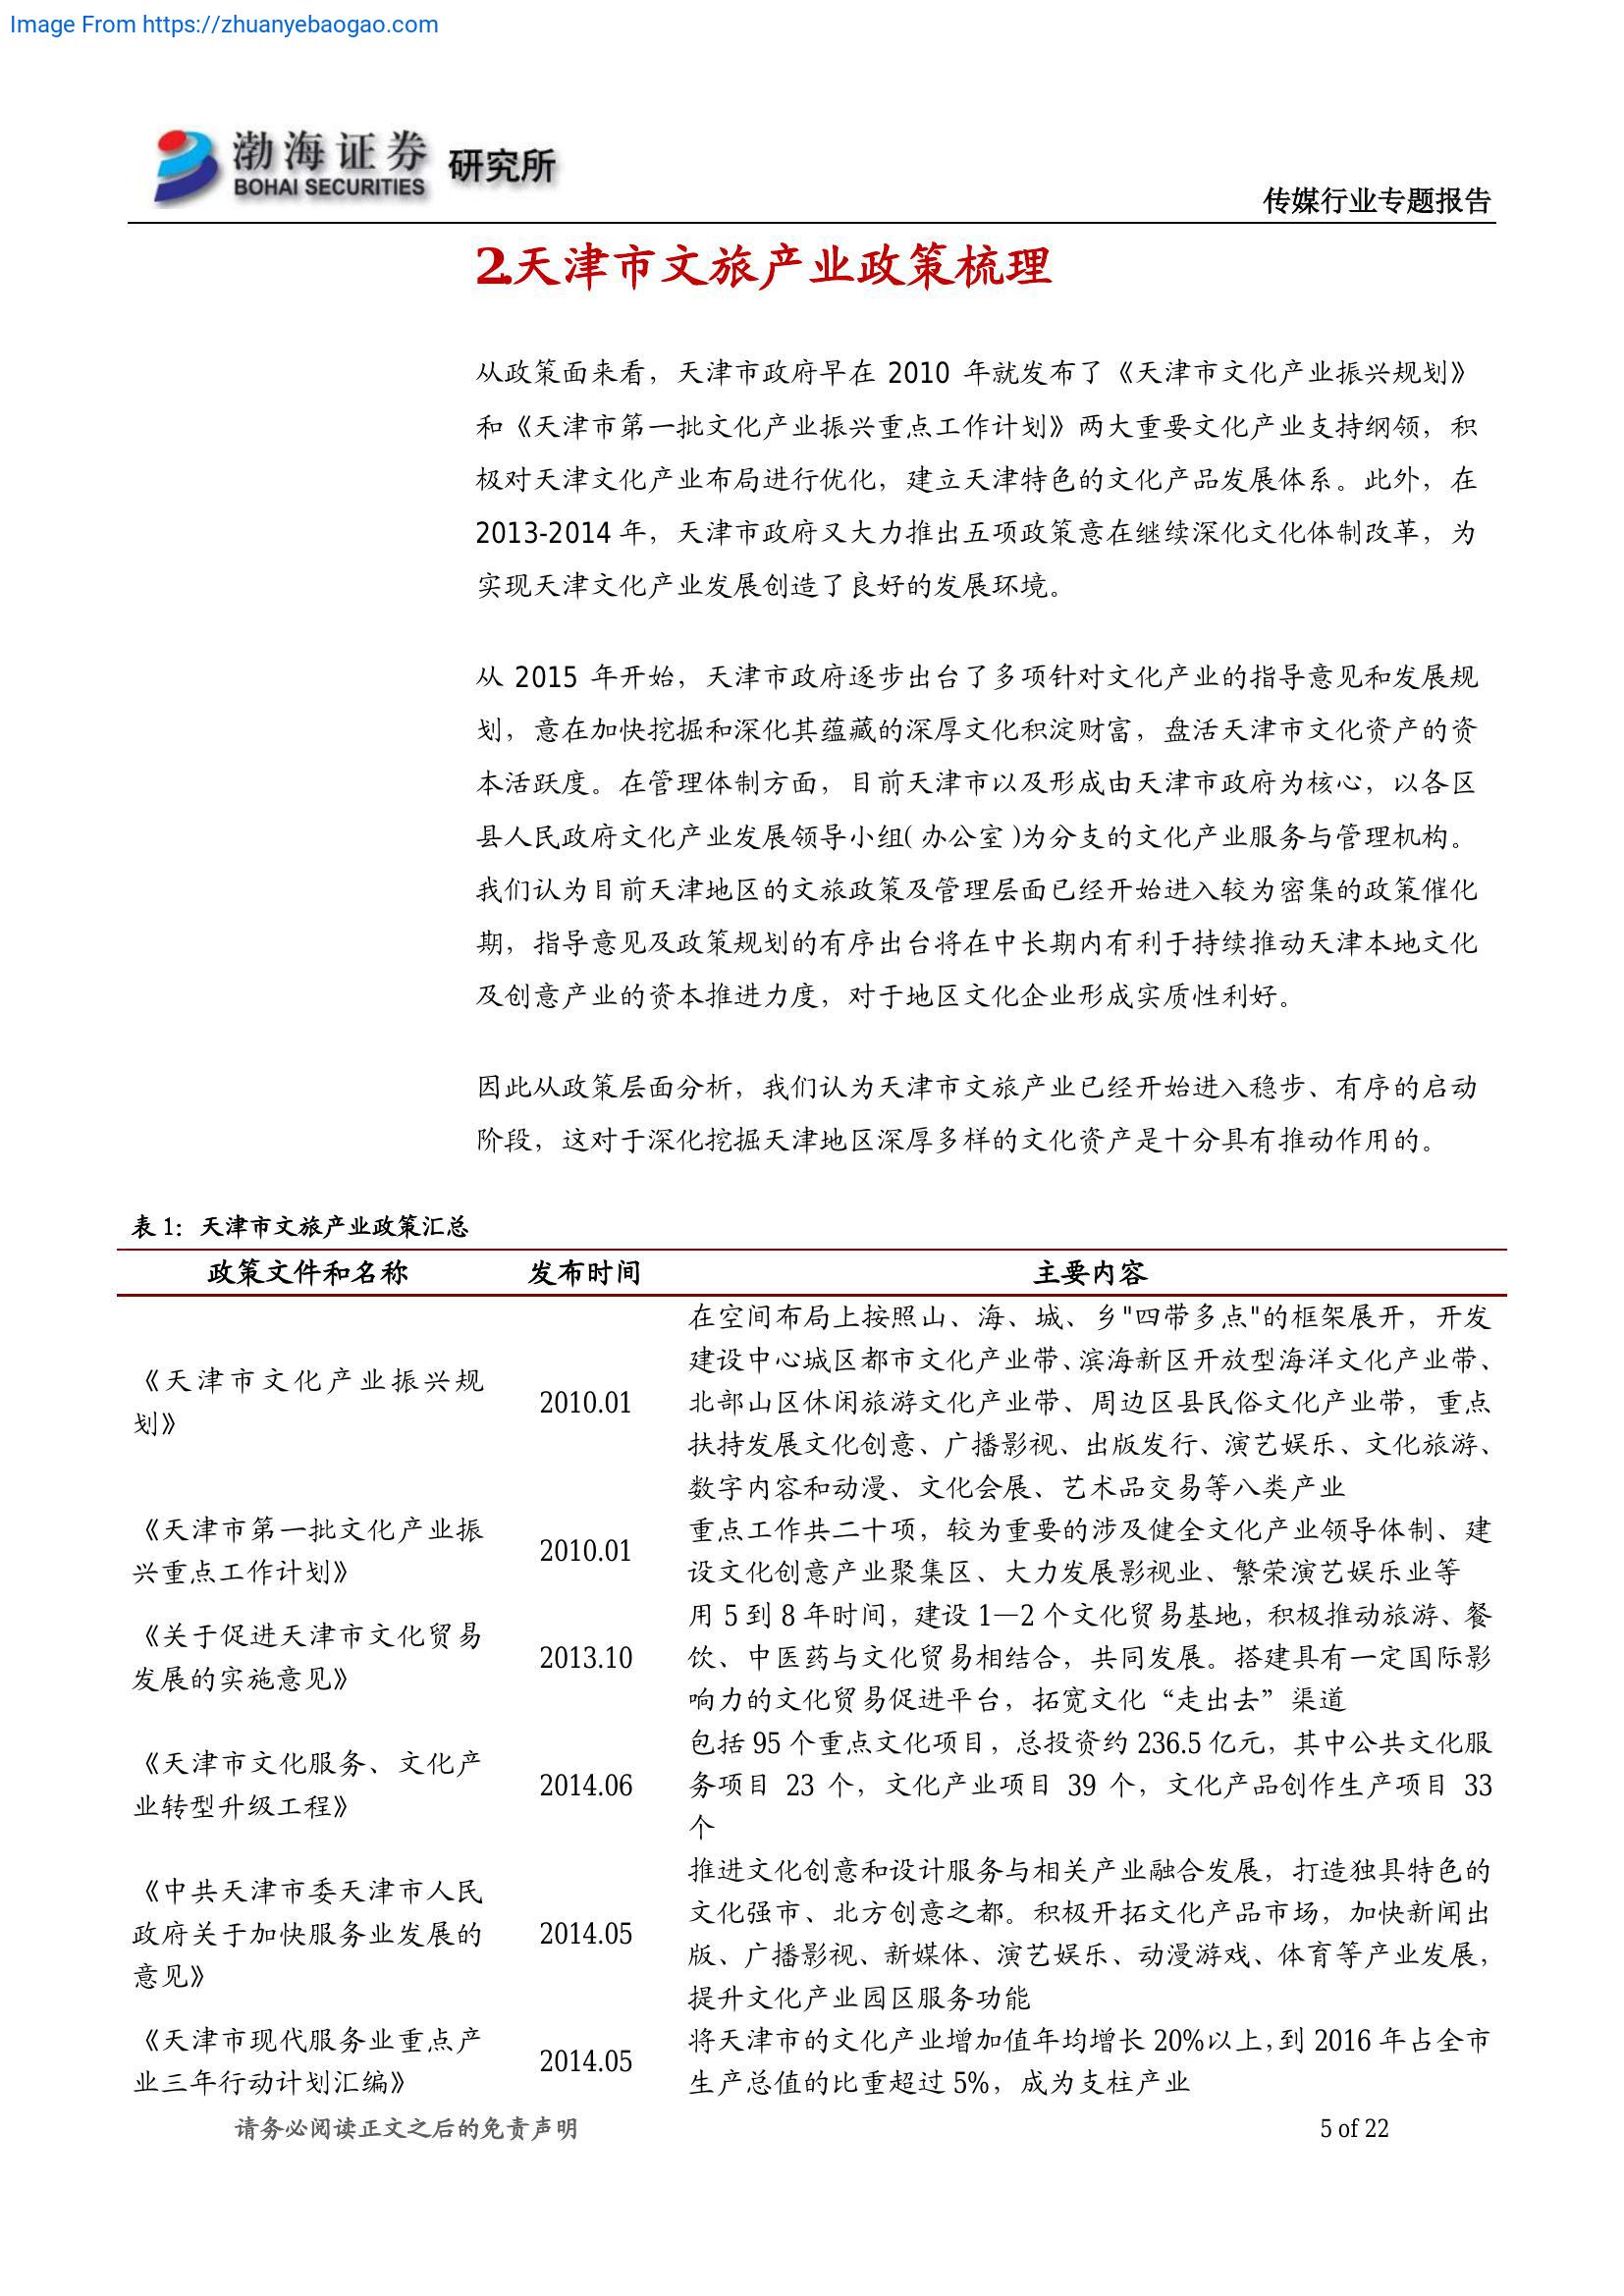 Image From https://zhuanyebaogao.com
渤海证券
BOHAI SECURITIES
研究所
传媒行业专题报告
2.天津市文旅产业政策梳理
从政策面来看，天津市政府早在 2010 年就发布了《天津市文化产业振兴规划》
和《天津市第一批文化产业振兴重点工作计划》两大重要文化产业支持纲领，积
极对天津文化产业布局进行优化，建立天津特色的文化产品发展体系。此外，在
2013-2014 年，天津市政府又大力推出五项政策意在继续深化文化体制改革，为
实现天津文化产业发展创造了良好的发展环境。
从 2015 年开始，天津市政府逐步出台了多项针对文化产业的指导意见和发展规
划，意在加快挖掘和深化其蕴藏的深厚文化积淀财富，盘活天津市文化资产的资
本活跃度。在管理体制方面，目前天津市以及形成由天津市政府为核心，以各区
县人民政府文化产业发展领导小组( 办公室 )为分支的文化产业服务与管理机构。
我们认为目前天津地区的文旅政策及管理层面已经开始进入较为密集的政策催化
期，指导意见及政策规划的有序出台将在中长期内有利于持续推动天津本地文化
及创意产业的资本推进力度，对于地区文化企业形成实质性利好。
因此从政策层面分析，我们认为天津市文旅产业已经开始进入稳步、有序的启动
阶段，这对于深化挖掘天津地区深厚多样的文化资产是十分具有推动作用的。
表 1：天津市文旅产业政策汇总
政策文件和名称 发布时间 主要内容
《天津市文化产业振兴规
划》
2010.01
在空间布局上按照山、海、城、乡"四带多点"的框架展开，开发
建设中心城区都市文化产业带、滨海新区开放型海洋文化产业带、
北部山区休闲旅游文化产业带、周边区县民俗文化产业带，重点
扶持发展文化创意、广播影视、出版发行、演艺娱乐、文化旅游、
数字内容和动漫、文化会展、艺术品交易等八类产业
《天津市第一批文化产业振
兴重点工作计划》
2010.01
重点工作共二十项，较为重要的涉及健全文化产业领导体制、建
设文化创意产业聚集区、大力发展影视业、繁荣演艺娱乐业等
《关于促进天津市文化贸易
发展的实施意见》
2013.10
用 5 到 8 年时间，建设 1—2 个文化贸易基地，积极推动旅游、餐
饮、中医药与文化贸易相结合，共同发展。搭建具有一定国际影
响力的文化贸易促进平台，拓宽文化“走出去”渠道
《天津市文化服务、文化产
业转型升级工程》
2014.06
包括 95 个重点文化项目，总投资约 236.5 亿元，其中公共文化服
务项目 23 个，文化产业项目 39 个，文化产品创作生产项目 33
个
《中共天津市委天津市人民
政府关于加快服务业发展的
意见》
2014.05
推进文化创意和设计服务与相关产业融合发展，打造独具特色的
文化强市、北方创意之都。积极开拓文化产品市场，加快新闻出
版、广播影视、新媒体、演艺娱乐、动漫游戏、体育等产业发展，
提升文化产业园区服务功能
《天津市现代服务业重点产
业三年行动计划汇编》
2014.05
将天津市的文化产业增加值年均增长 20%以上，到 2016 年占全市
生产总值的比重超过 5%，成为支柱产业
请务必阅读正文之后的免责声明
5 of 22